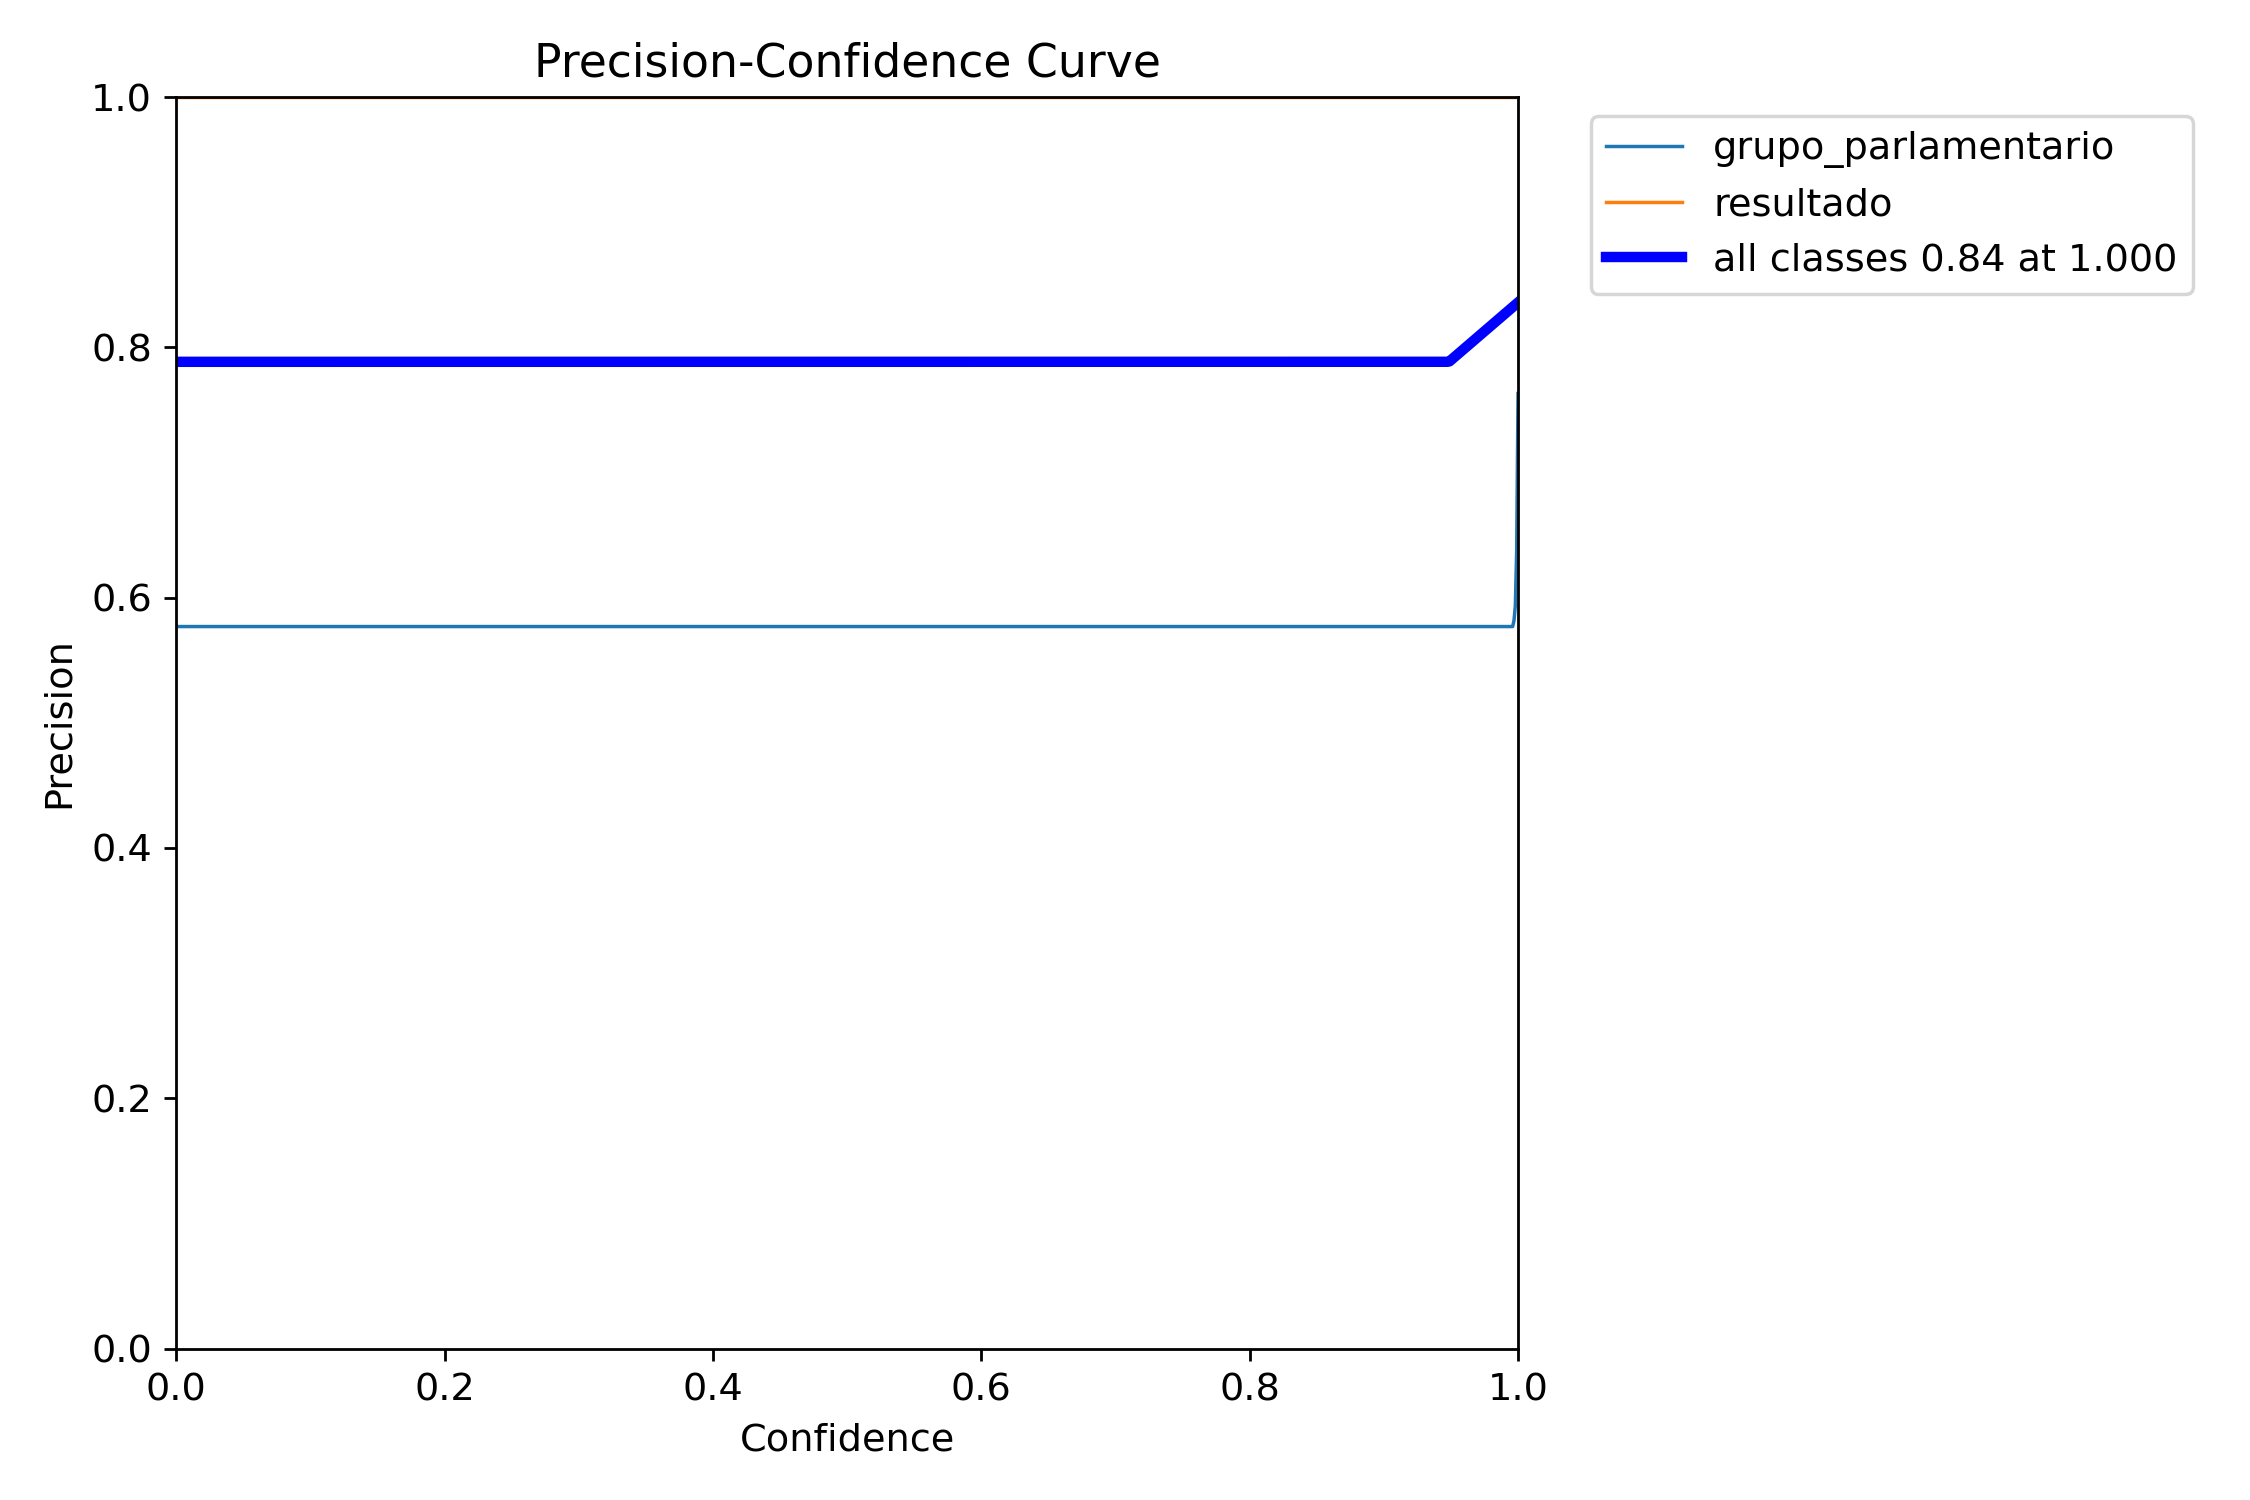 Precision-Confidence Curve
1.0
0.8
0.6
0.4
0.2
0.0
Precision
0.0 0.2 0.4 0.6 0.8 1.0
Confidence
grupo_parlamentario
resultado
all classes 0.84 at 1.000